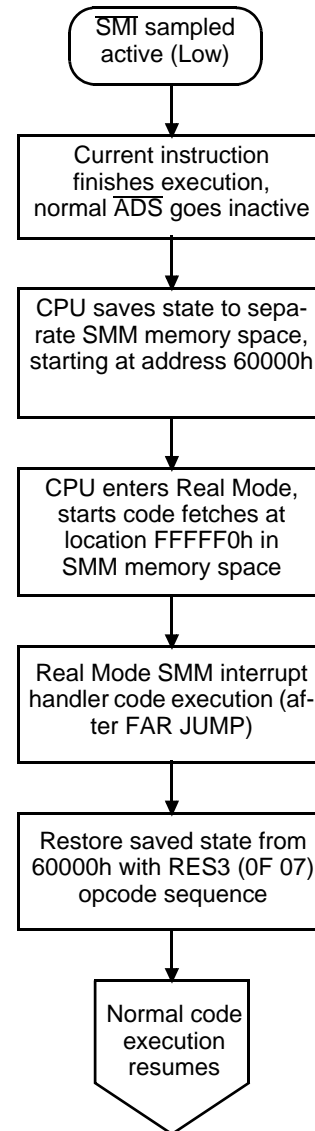 SMI sampled
active (Low)
Current instruction
finishes execution,
normal ADS goes inactive
CPU saves state to sepa-
rate SMM memory space,
starting at address 60000h
CPU enters Real Mode,
starts code fetches at
location FFFFF0h in
SMM memory space
Real Mode SMM interrupt
handler code execution (af-
ter FAR JUMP)
Restore saved state from
60000h with RES3 (0F 07)
opcode sequence
Normal code
execution
resumes